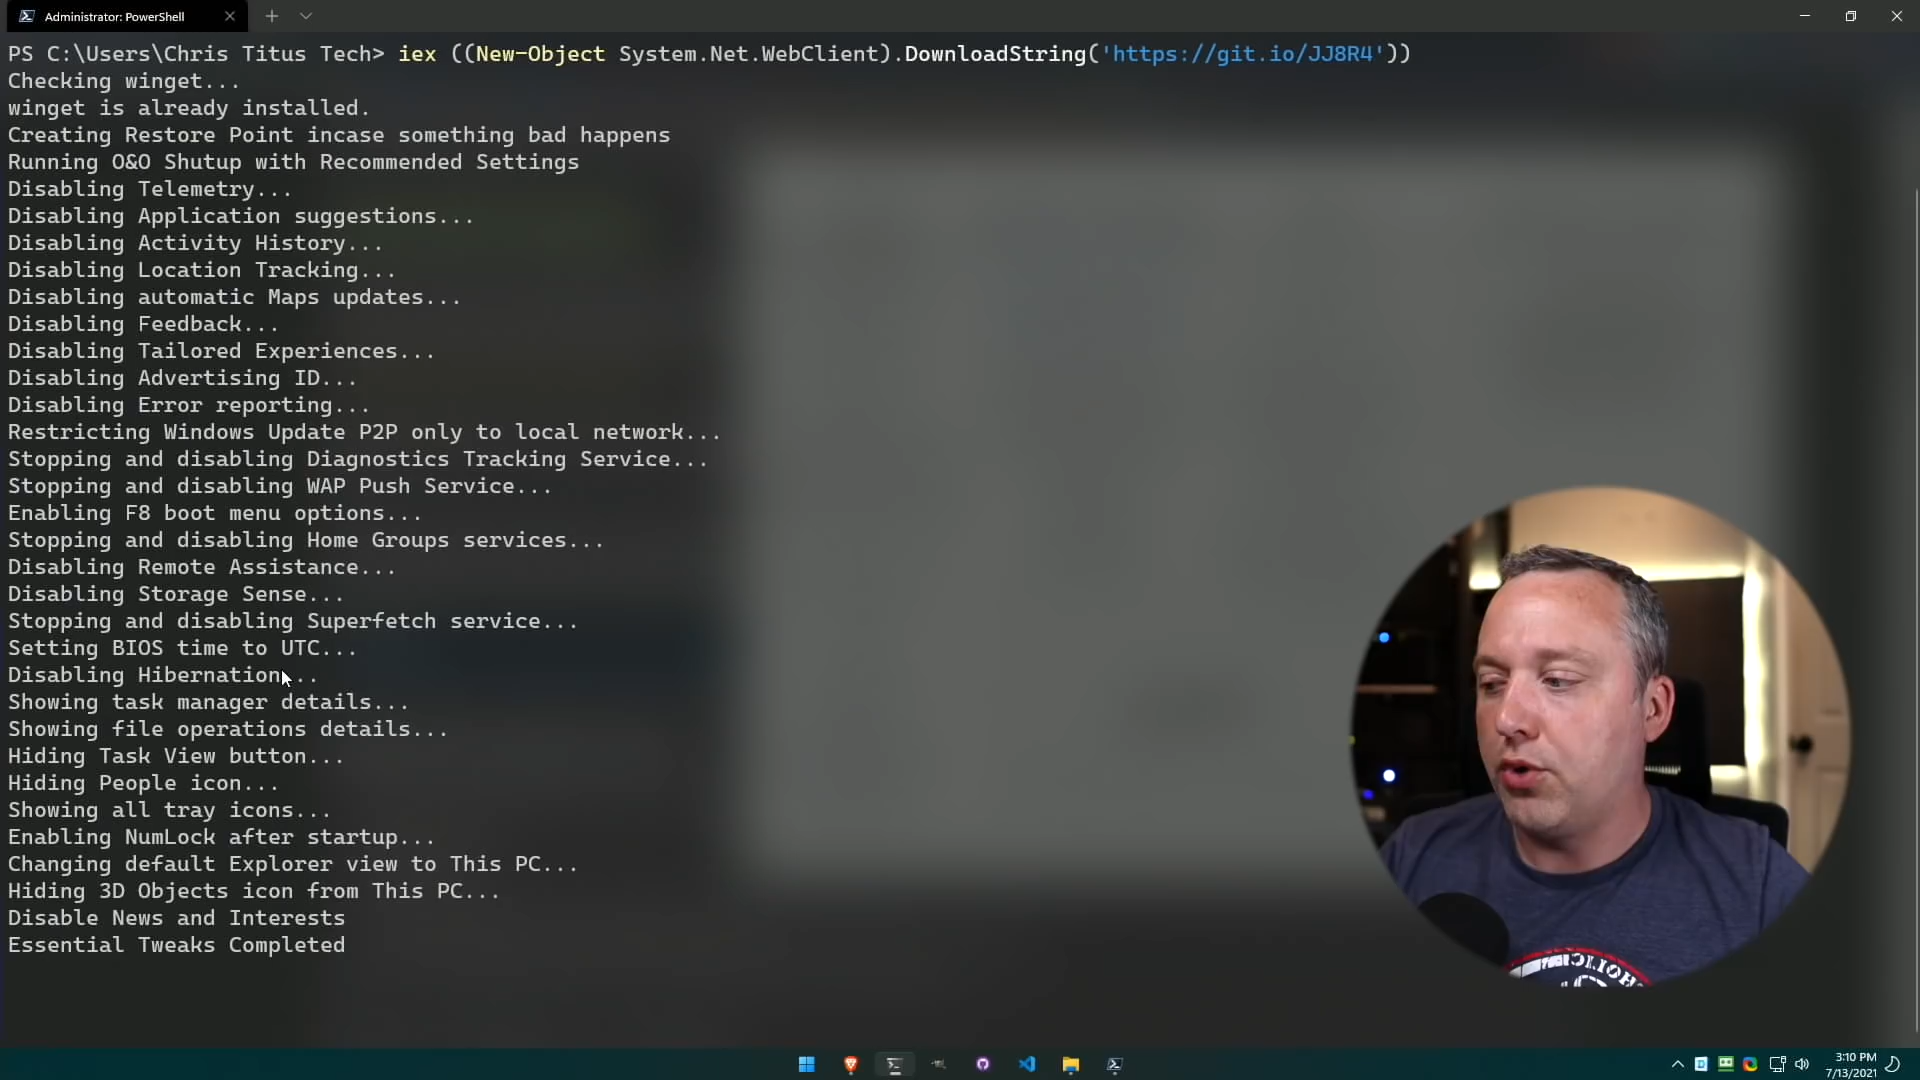 Administrator: PowerShell
PS C:\Users\Chris Titus Tech> iex ((New-Object System.Net.WebClient).DownloadString('https://git.io/JJ8R4'))
Checking winget...
winget is already installed.
Creating Restore Point incase something bad happens
Running O&O Shutup with Recommended Settings
Disabling Telemetry...
Disabling Application suggestions...
Disabling Activity History...
Disabling Location Tracking...
Disabling automatic Maps updates...
Disabling Feedback...
Disabling Tailored Experiences...
Disabling Advertising ID...
Disabling Error reporting...
Restricting Windows Update P2P only to local network...
Stopping and disabling Diagnostics Tracking Service...
Stopping and disabling WAP Push Service...
Enabling F8 boot menu options...
Stopping and disabling Home Groups services...
Disabling Remote Assistance...
Disabling Storage Sense...
Stopping and disabling Superfetch service...
Setting BIOS time to UTC...
Disabling Hibernation...
Showing task manager details...
Showing file operations details...
Hiding Task View button...
Hiding People icon...
Showing all tray icons...
Enabling NumLock after startup...
Changing default Explorer view to This PC...
Hiding 3D Objects icon from This PC...
Disable News and Interests
Essential Tweaks Completed
3:10 PM
7/13/2021